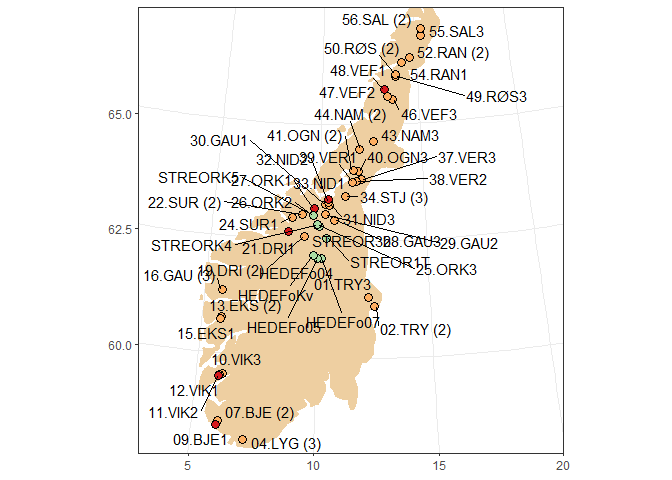 56.SAL (2)
55.SAL3
50.RØS (2)
52.RAN (2)
48.VEF1
54.RAN1
47.VEF2
49.RØS3
44.NAM (2)
46.VEF3
65.0
41.OGN (2)
43.NAM3
30.GAU1
32.NID2
39.VER1
40.OGN3
37.VER3
STREORK5
27.ORK1
33.NID1
38.VER2
22.SUR (2)
26.ORK2
34.STJ (3)
24.SUR1
31.NID3
62.5
STREORK4
21.DRI1
STREOR3
28.GAU3
29.GAU2
16.GAU (3)
19.DRI (2)
HEDEFo04
STREOR1T
25.ORK3
01.TRY3
HEDEFoKv
13.EKS (2)
15.EKS1
HEDEFo05
HEDEFo07
02.TRY (2)
60.0
10.VIK3
12.VIK1
11.VIK2
07.BJE (2)
09.BJE1
04.LYG (3)
5
10
15
20